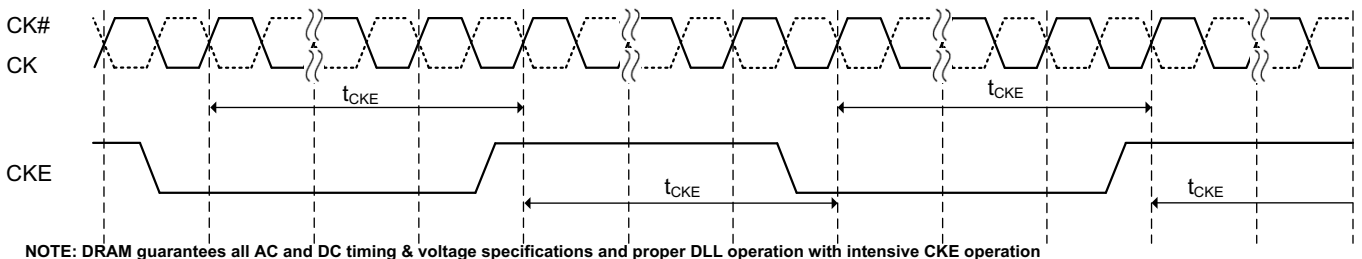 CK#
CK
tCKE
tCKE
CKE
tCKE
tCKE
NOTE: DRAM guarantees all AC and DC timing & voltage specifications and proper DLL operation with intensive CKE operation